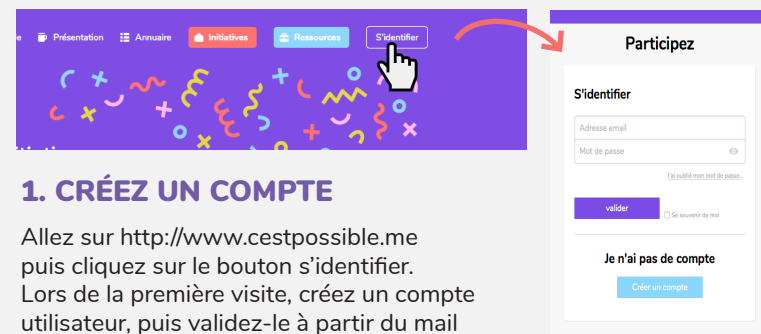 Présentation Annuaire Initiatives Ressources S'identifier
1. CRÉEZ UN COMPTE
Allez sur http://www.cestpossible.me
puis cliquez sur le bouton s'identifier.
Lors de la première visite, créez un compte
utilisateur, puis validez-le à partir du mail
Participez
S'identifier
Adresse email
Mot de passe
J'ai oublié mon mot de passe...
valider
Se souvenir de moi
Je n'ai pas de compte
Créer un compte